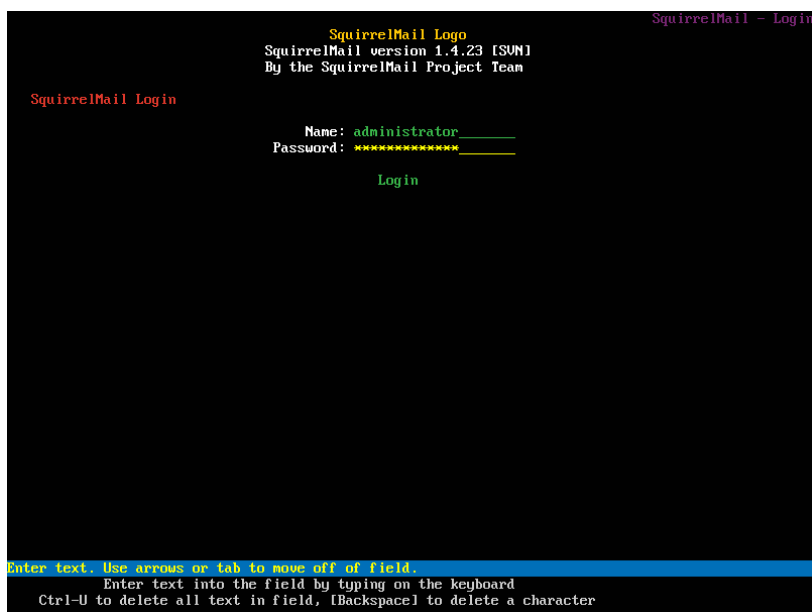 SquirrelMail - Login
SquirrelMail Logo
SquirrelMail version 1.4.23 [SVN]
By the SquirrelMail Project Team
SquirrelMail Login
Name: administrator_______
Password: *************_______
Login
Enter text. Use arrows or tab to move off of field.
Enter text into the field by typing on the keyboard
Ctrl-U to delete all text in field, [Backspace] to delete a character